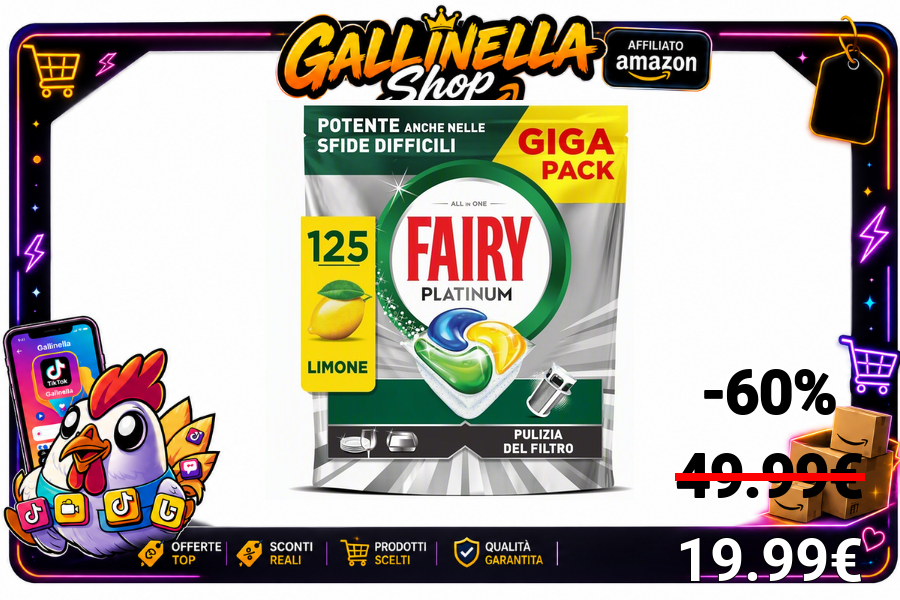 GALLINELLA
Shop
AFFILIATO
amazon
POTENTE ANCHE NELLE
SFIDE DIFFICILI
GIGA
PACK
ALL IN ONE
125
FAIRY
PLATINUM
LIMONE
PULIZIA
DEL FILTRO
Gallinella
TikTok
Gallinella
-60%
49.99€
19.99€
OFFERTE
TOP
SCONTI
REALI
PRODOTTI
SCELTI
QUALITÀ
GARANTITA